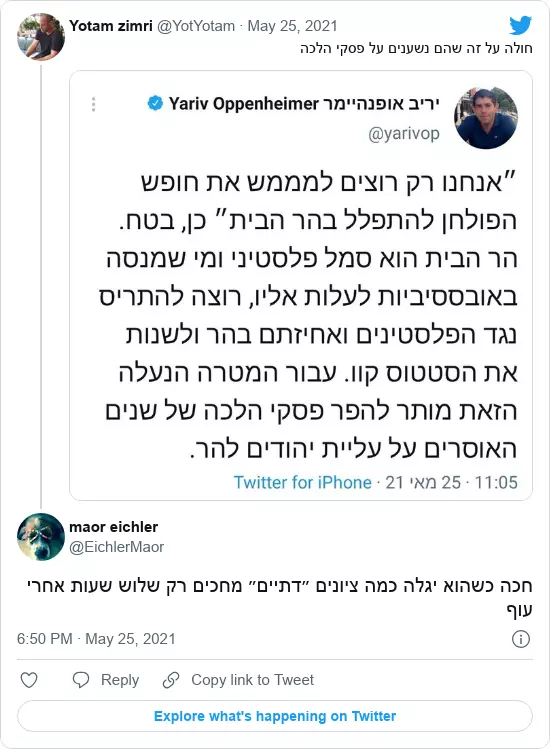 Yotam zimri @YotYotam · May 25, 2021
חולה על זה שהם נשענים על פסקי הלכה
יריב אופנהיימר Yariv Oppenheimer
@yarivop
״אנחנו רק רוצים לממממש את חופש
הפולחן להתפלל בהר הבית״ כן, בטח.
הר הבית הוא סמל פלסטיני ומי שמנסה
באובססיביות לעלות אליו, רוצה להתריס
נגד הפלסטינים ואחיזתם בהר ולשנות
את הסטטוס קוו. עבור המטרה הנעלה
הזאת מותר להפר פסקי הלכה של שנים
האוסרים על עליית יהודים להר.
11:05 · 25 מאי 21 · Twitter for iPhone
maor eichler
@EichlerMaor
חכה כשהוא יגלה כמה ציונים ״דתיים״ מחכים רק שלוש שעות אחרי
עוף
6:50 PM · May 25, 2021
Reply
Copy link to Tweet
Explore what's happening on Twitter